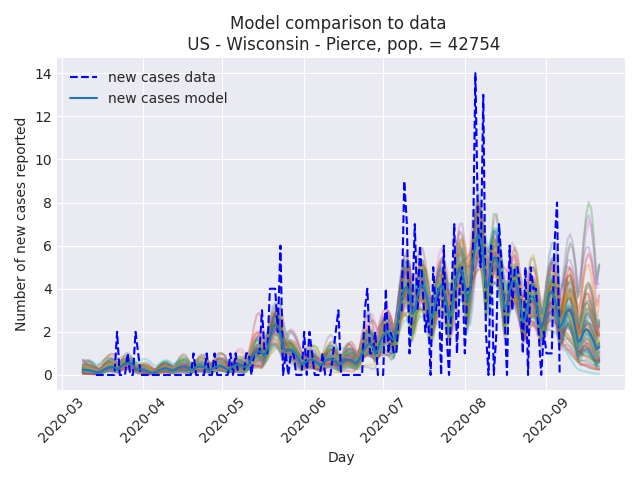 Model comparison to data
US - Wisconsin - Pierce, pop. = 42754
new cases data
new cases model
Number of new cases reported
14
12
10
8
6
4
2
0
2020-03
2020-04
2020-05
2020-06
2020-07
2020-08
2020-09
Day